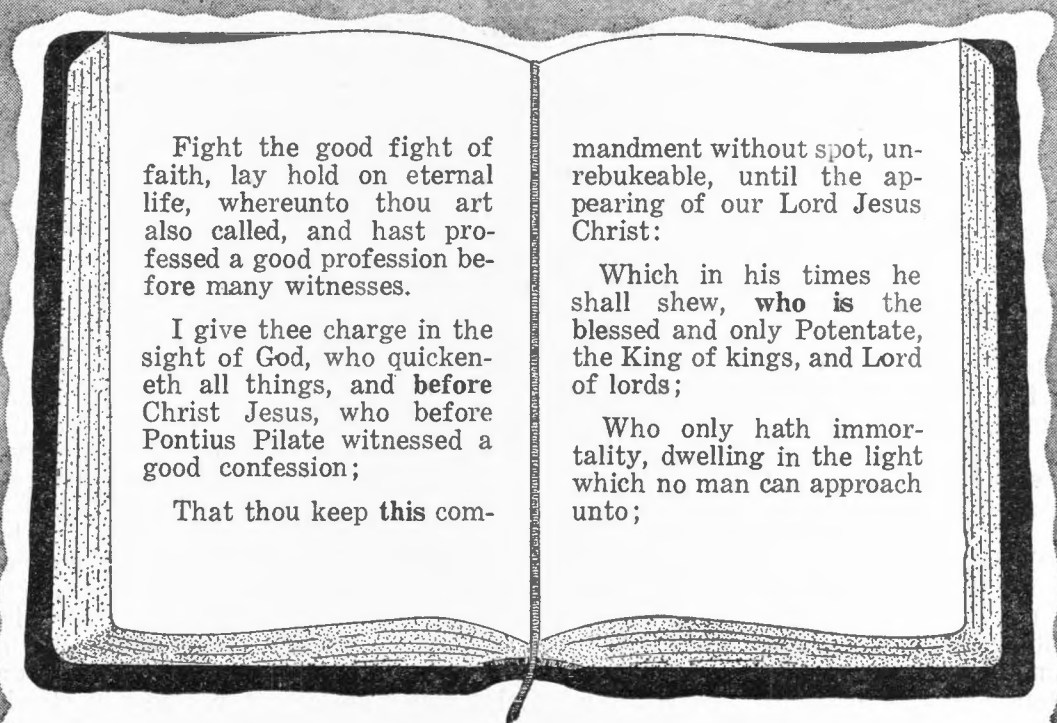 Fight the good fight of
faith, lay hold on eternal
life, whereunto thou art
also called, and hast pro-
fessed a good profession be-
fore many witnesses.
I give thee charge in the
sight of God, who quicken-
eth all things, and before
Christ Jesus, who before
Pontius Pilate witnessed a
good confession;
That thou keep this com-
mandment without spot, un-
rebukeable, until the ap-
pearing of our Lord Jesus
Christ:
Which in his times he
shall shew, who is the
blessed and only Potentate,
the King of kings, and Lord
of lords;
Who only hath immor-
tality, dwelling in the light
which no man can approach
unto;